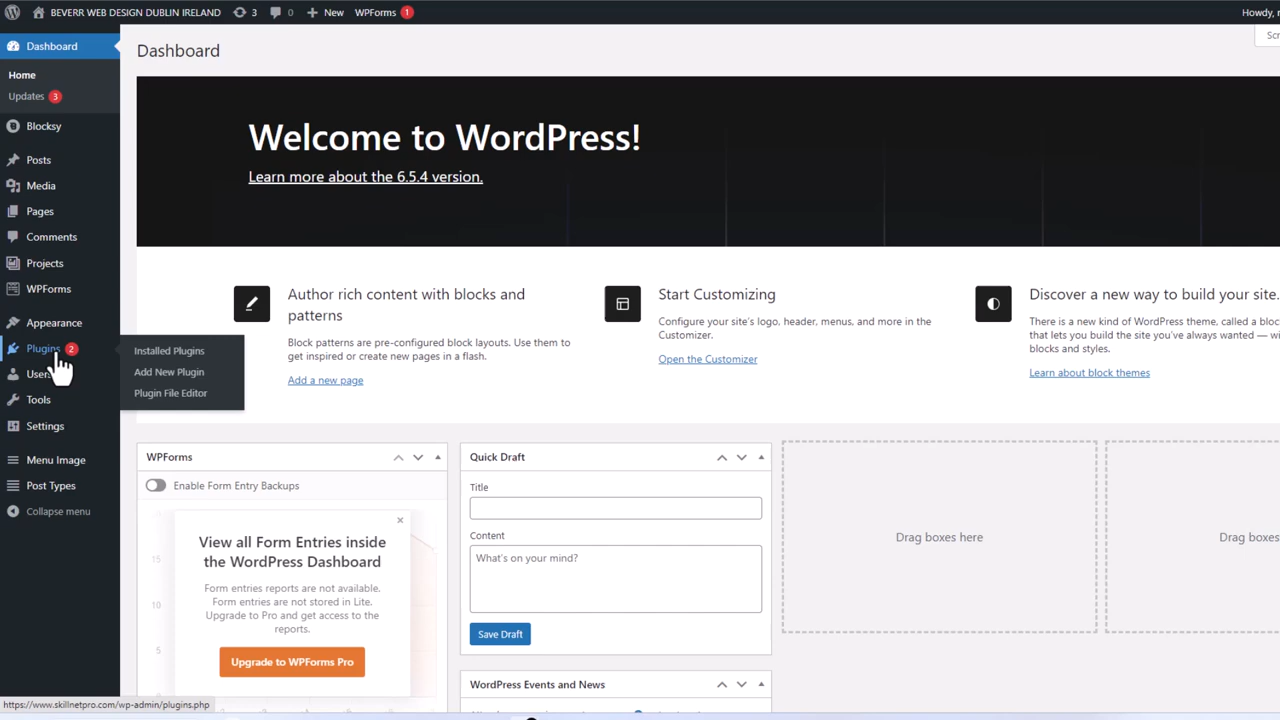 BEVERR WEB DESIGN DUBLIN IRELAND 3 0 New WPForms 1
Howdy,
Dashboard
Home
Updates 3
Blocksy
Posts
Media
Pages
Comments
Projects
WPForms
Appearance
Plugins 2
Users
Tools
Settings
Menu Image
Post Types
Collapse menu
Installed Plugins
Add New Plugin
Plugin File Editor
Dashboard
Welcome to WordPress!
Learn more about the 6.5.4 version.
Author rich content with blocks and
patterns
Block patterns are pre-configured block layouts. Use them to
get inspired or create new pages in a flash.
Add a new page
Start Customizing
Configure your site's logo, header, menus, and more in the
Customizer.
Open the Customizer
Discover a new way to build your site.
There is a new kind of WordPress theme, called a bloc
that lets you build the site you've always wanted —
blocks and styles.
Learn about block themes
WPForms
Enable Form Entry Backups
View all Form Entries inside
the WordPress Dashboard
Form entries reports are not available.
Form entries are not stored in Lite.
Upgrade to Pro and get access to the
reports.
Upgrade to WPForms Pro
15
10
5
0
Quick Draft
Title
Content
What's on your mind?
Save Draft
WordPress Events and News
Drag boxes here
Drag boxes
https://www.skillnetpro.com/wp-admin/plugins.php